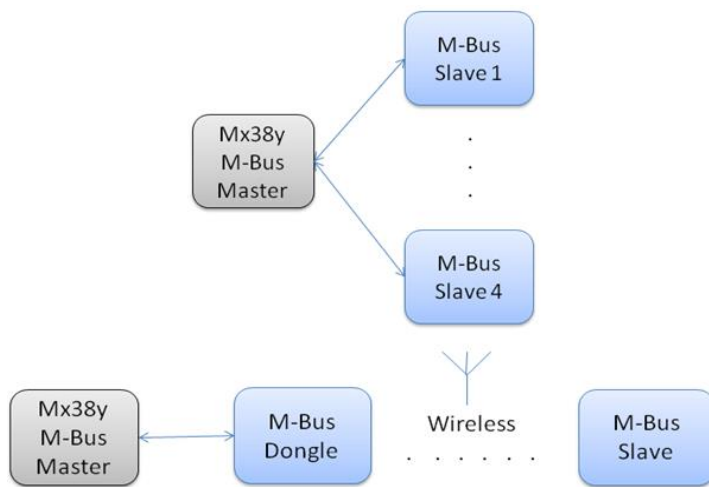 M-Bus
Slave 1
Mx38y
M-Bus
Master
.
.
.
M-Bus
Slave 4
Mx38y
M-Bus
Master
M-Bus
Dongle
Wireless
. . . . . .
M-Bus
Slave